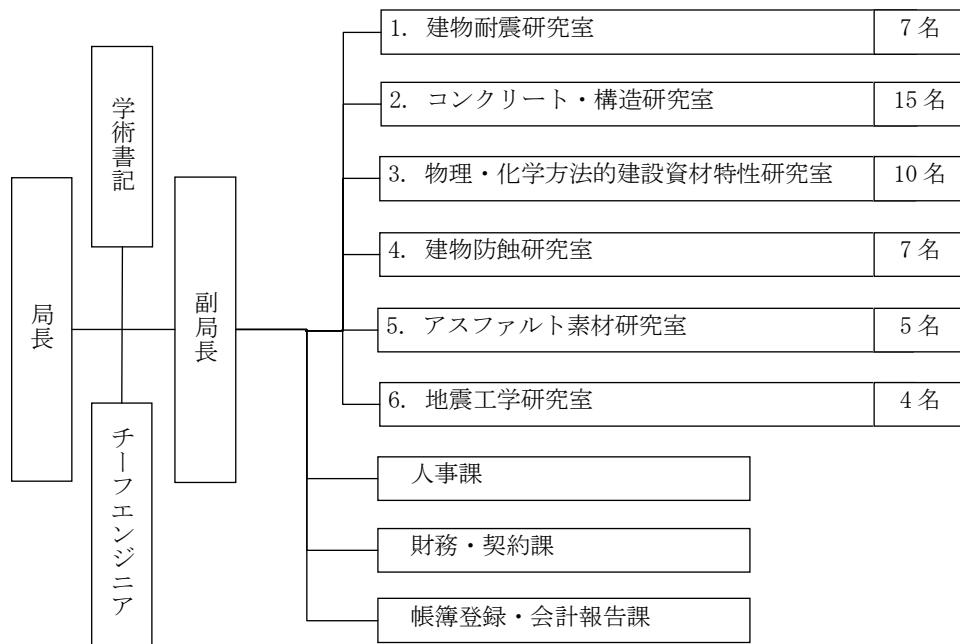 局長
学術書記
チーフエンジニア
副局長
1. 建物耐震研究室 7名
2. コンクリート・構造研究室 15名
3. 物理・化学方法的建設資材特性研究室 10名
4. 建物防蝕研究室 7名
5. アスファルト素材研究室 5名
6. 地震工学研究室 4名
人事課
財務・契約課
帳簿登録・会計報告課